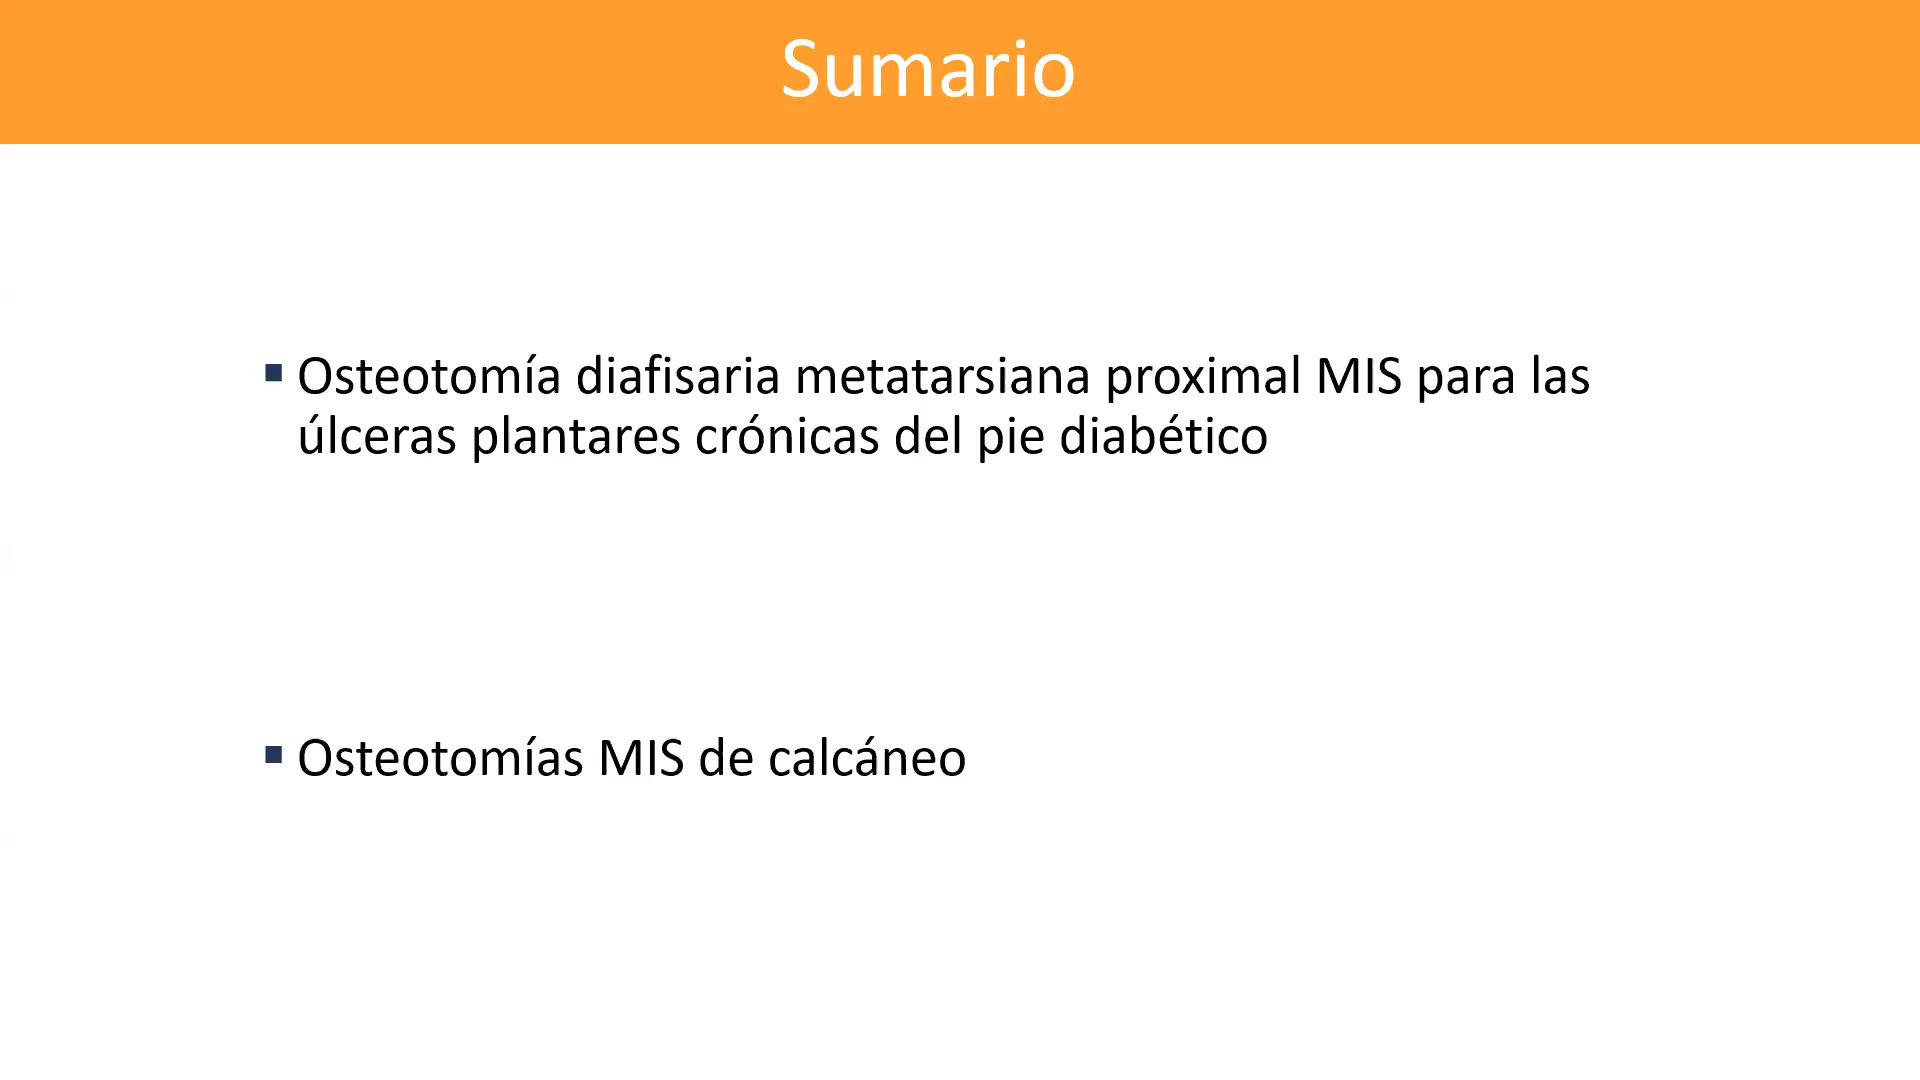 Sumario
▪ Osteotomía diafisaria metatarsiana proximal MIS para las
úlceras plantares crónicas del pie diabético
▪ Osteotomías MIS de calcáneo